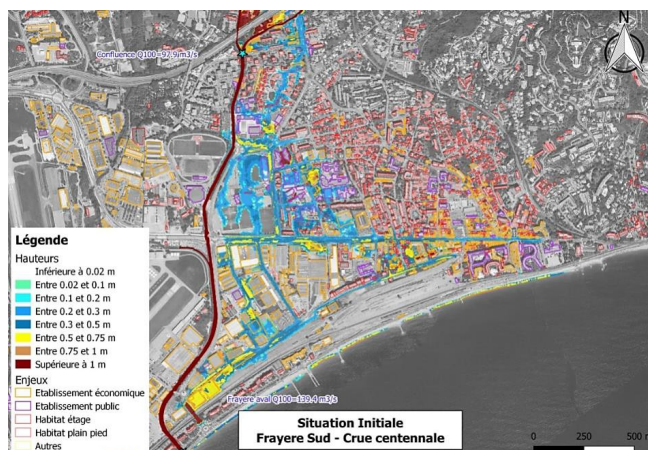 N
Confluence Q100=92.9 m3/s
Légende
Hauteurs
Inférieure à 0.02 m
Entre 0.02 et 0.1 m
Entre 0.1 et 0.2 m
Entre 0.2 et 0.3 m
Entre 0.3 et 0.5 m
Entre 0.5 et 0.75 m
Entre 0.75 et 1 m
Supérieure à 1 m
Enjeux
Etablissement économique
Etablissement public
Habitat étage
Habitat plain pied
Autres
Frayere aval Q100=139.4 m3/s
Situation Initiale
Frayere Sud - Crue centennale
0 250 500 m